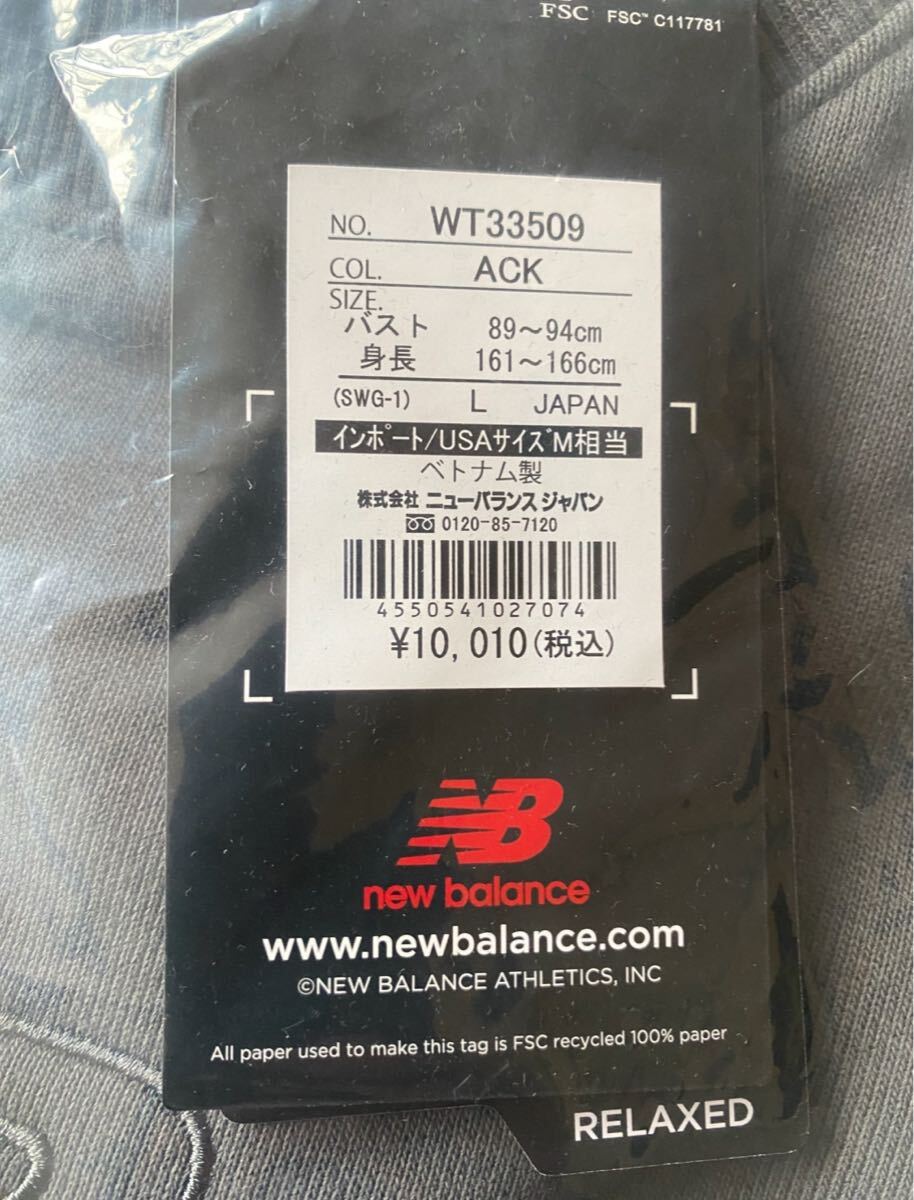 FSC FSC™ C117781
NO. WT33509
COL. ACK
SIZE.
バスト 89〜94cm
身長 161〜166cm
(SWG-1) L JAPAN
インポート/USAサイズM相当
ベトナム製
株式会社 ニューバランス ジャパン
0120-85-7120
4550541027074
¥10,010(税込)
NB
new balance
www.newbalance.com
©NEW BALANCE ATHLETICS, INC
All paper used to make this tag is FSC recycled 100% paper
RELAXED